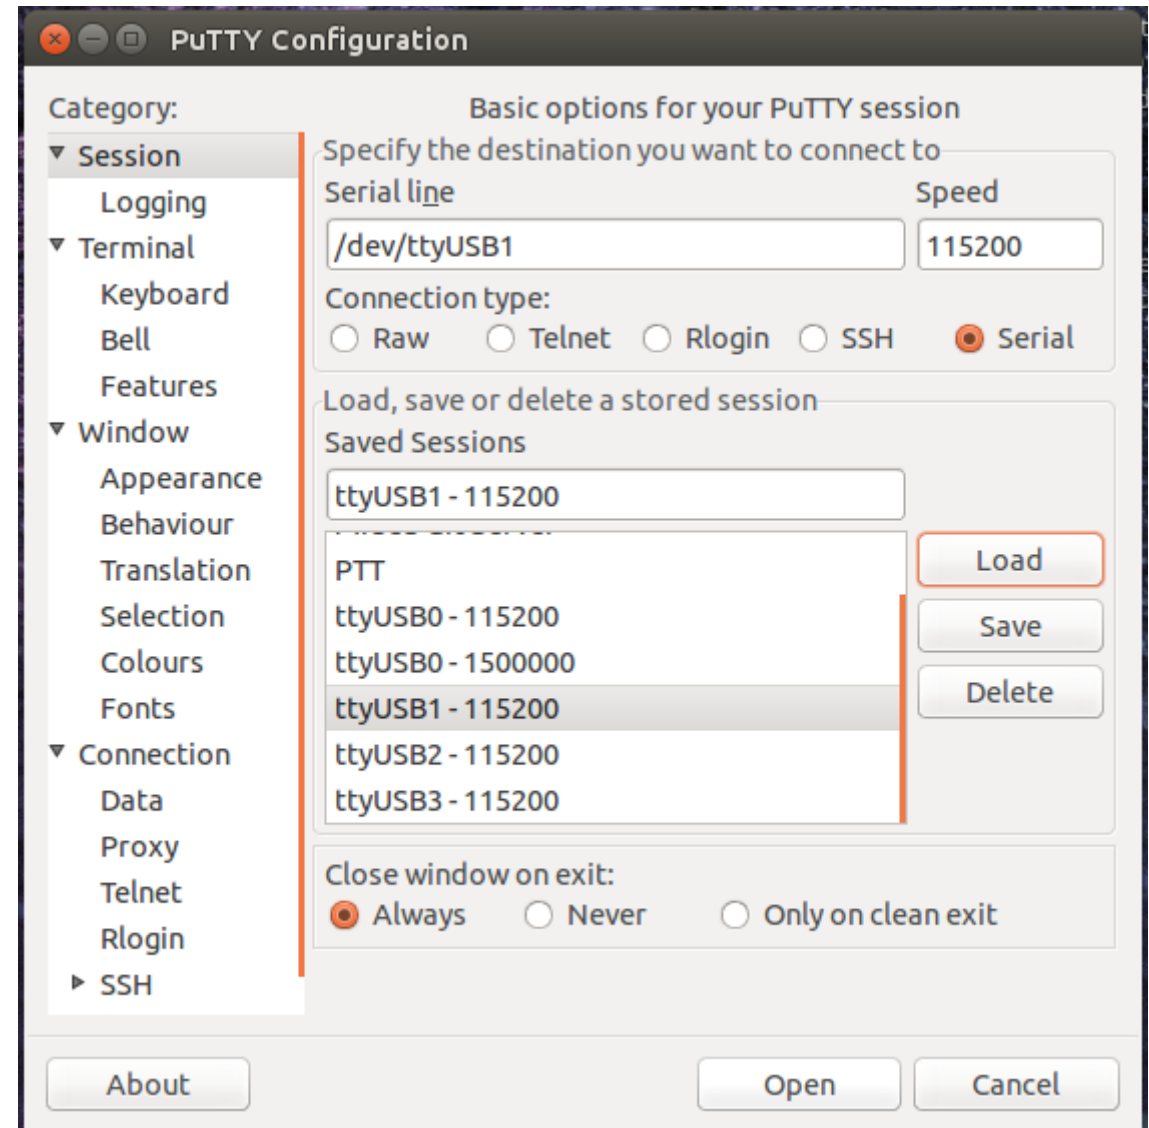 PuTTY Configuration
Category:
Session
Logging
Terminal
Keyboard
Bell
Features
Window
Appearance
Behaviour
Translation
Selection
Colours
Fonts
Connection
Data
Proxy
Telnet
Rlogin
SSH
Basic options for your PuTTY session
Specify the destination you want to connect to
Serial line Speed
/dev/ttyUSB1 115200
Connection type:
Raw Telnet Rlogin SSH Serial
Load, save or delete a stored session
Saved Sessions
ttyUSB1 - 115200
PTT
ttyUSB0 - 115200
ttyUSB0 - 1500000
ttyUSB1 - 115200
ttyUSB2 - 115200
ttyUSB3 - 115200
Load
Save
Delete
Close window on exit:
Always Never Only on clean exit
About Open Cancel